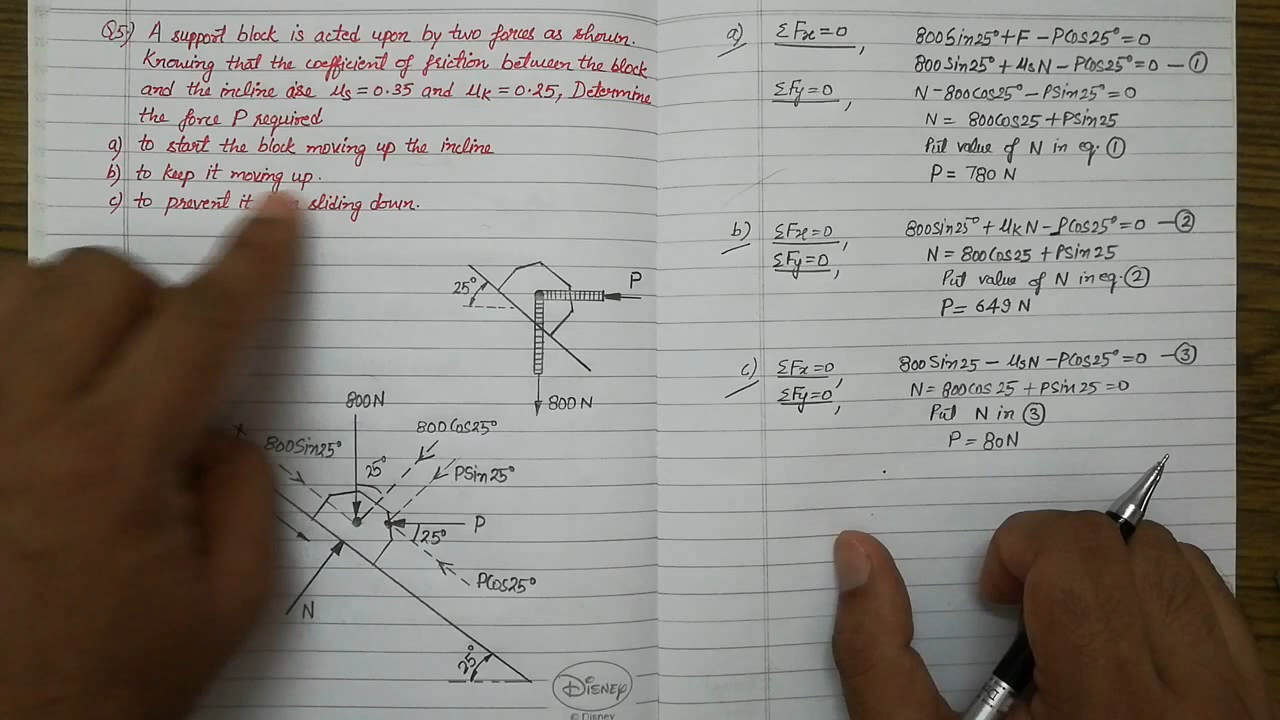 Q5) A support block is acted upon by two forces as shown.
Knowing that the coefficient of friction between the block
and the incline are μs = 0.35 and μK = 0.25, Determine
the force P required
a) to start the block moving up the incline
b) to keep it moving up.
c) to prevent it sliding down.
25°
P
800 N
800N
800Cos25°
X
800Sin25°
25°
PSin25°
P
25°
PCos25°
N
25°
Disney
© Disney
a) ΣFx=0, 800Sin25°+F-PCos25°=0
800Sin25°+μsN-PCos25°=0 -①
ΣFy=0, N-800Cos25°-PSin25°=0
N= 800Cos25+PSin25
Put value of N in eq. ①
P=780 N
b) ΣFx=0, 800Sin25°+μKN-PCos25°=0 -②
ΣFy=0, N=800Cos25+PSin25
Put value of N in eq. ②
P= 649 N
c) ΣFx=0, 800Sin25-μsN-PCos25°=0 -③
ΣFy=0, N=800Cos25+PSin25=0
Put N in ③
P=80N